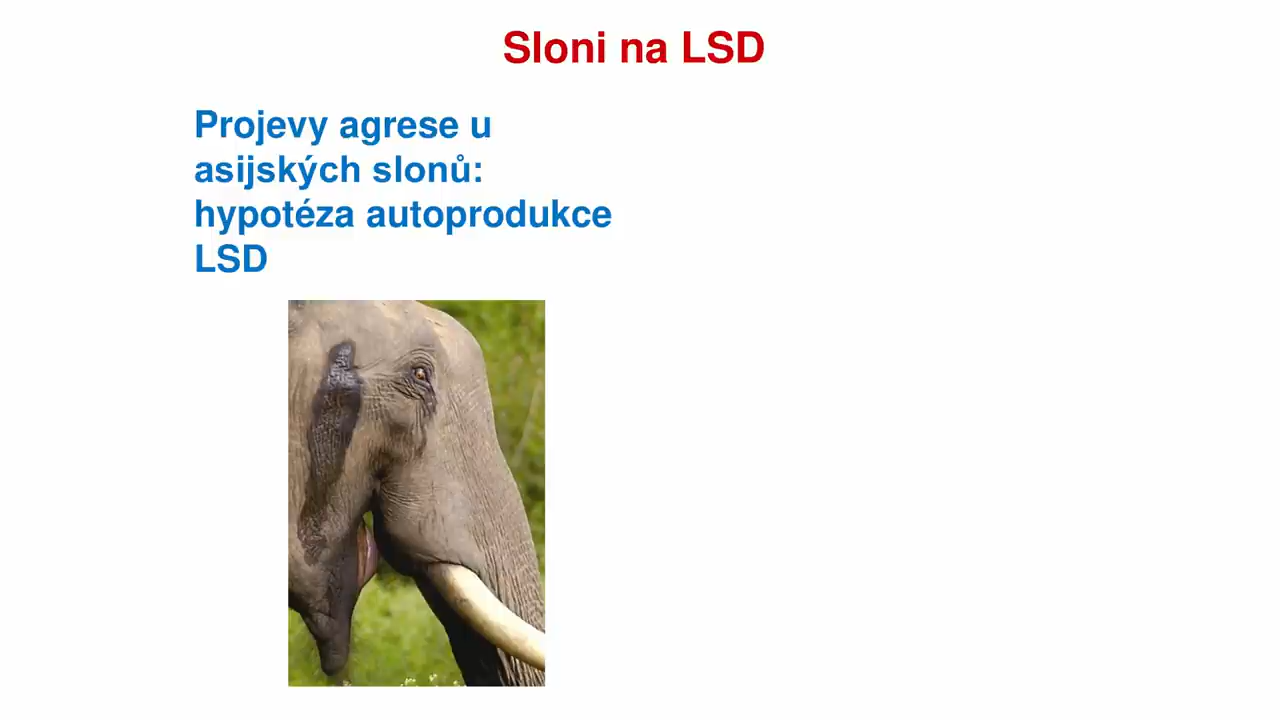 Sloni na LSD
Projevy agrese u
asijských slonů:
hypotéza autoprodukce
LSD